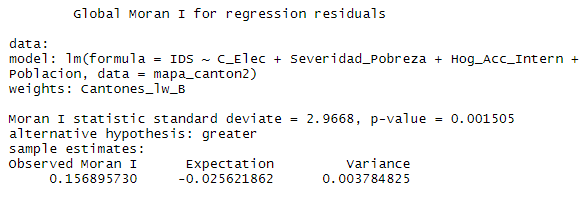 Global Moran I for regression residuals
data:
model: lm(formula = IDS ~ C_Elec + Severidad_Pobreza + Hog_Acc_Intern +
Poblacion, data = mapa_canton2)
weights: Cantones_lw_B
Moran I statistic standard deviate = 2.9668, p-value = 0.001505
alternative hypothesis: greater
sample estimates:
Observed Moran I      Expectation         Variance
0.156895730     -0.025621862      0.003784825